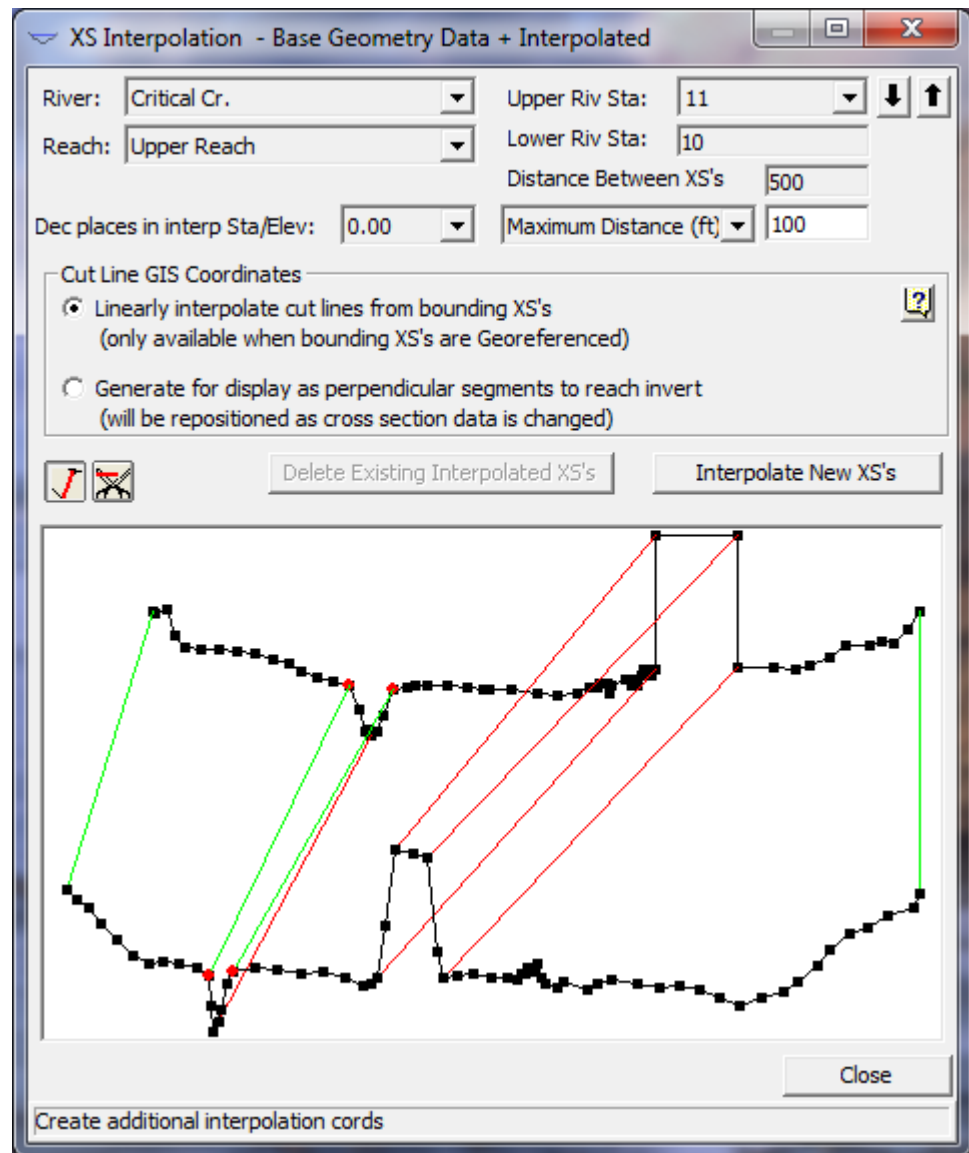 XS Interpolation - Base Geometry Data + Interpolated
River: Critical Cr. Upper Riv Sta: 11
Reach: Upper Reach Lower Riv Sta: 10
Distance Between XS's 500
Dec places in interp Sta/Elev: 0.00 Maximum Distance (ft) 100
Cut Line GIS Coordinates
Linearly interpolate cut lines from bounding XS's
(only available when bounding XS's are Georeferenced)
Generate for display as perpendicular segments to reach invert
(will be repositioned as cross section data is changed)
Delete Existing Interpolated XS's Interpolate New XS's
Close
Create additional interpolation cords